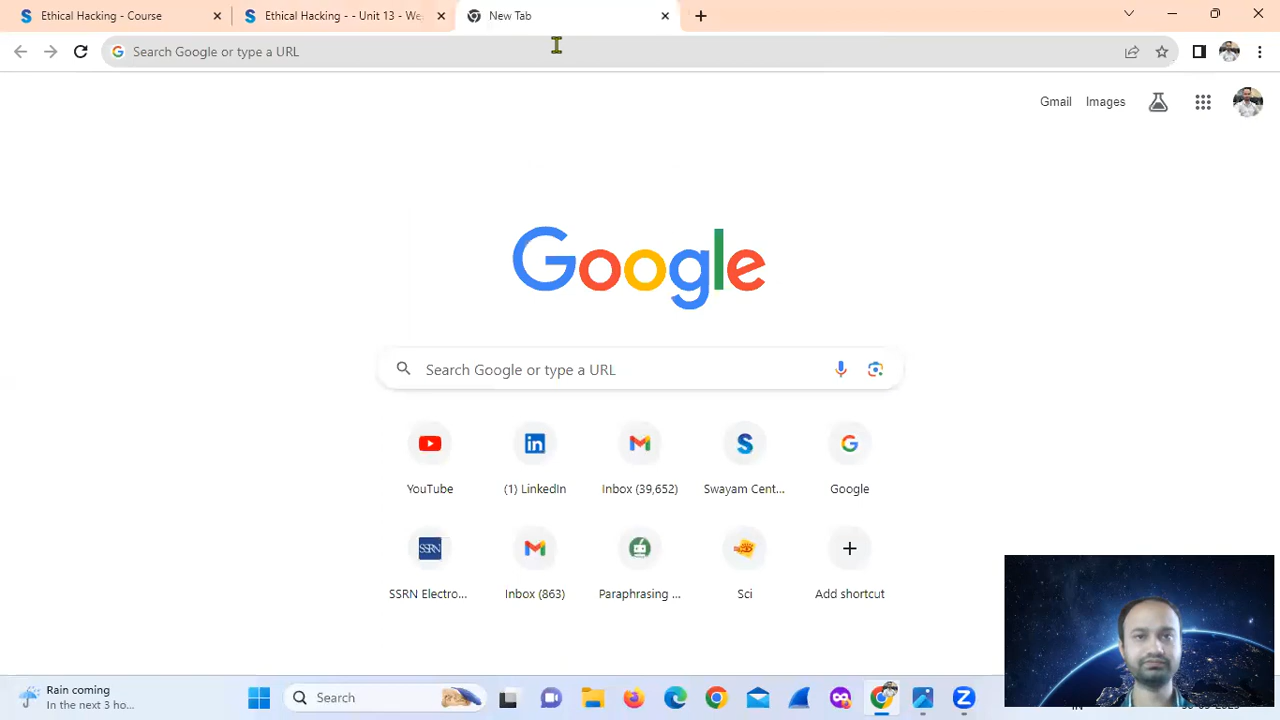 Ethical Hacking - Course
Ethical Hacking - - Unit 13 - We
New Tab
Search Google or type a URL
Gmail
Images
Google
Search Google or type a URL
YouTube
(1) LinkedIn
Inbox (39,652)
Swayam Cent...
Google
SSRN
SSRN Electro...
Inbox (863)
Paraphrasing ...
Sci
Add shortcut
Rain coming
In the next 3 ho...
Search